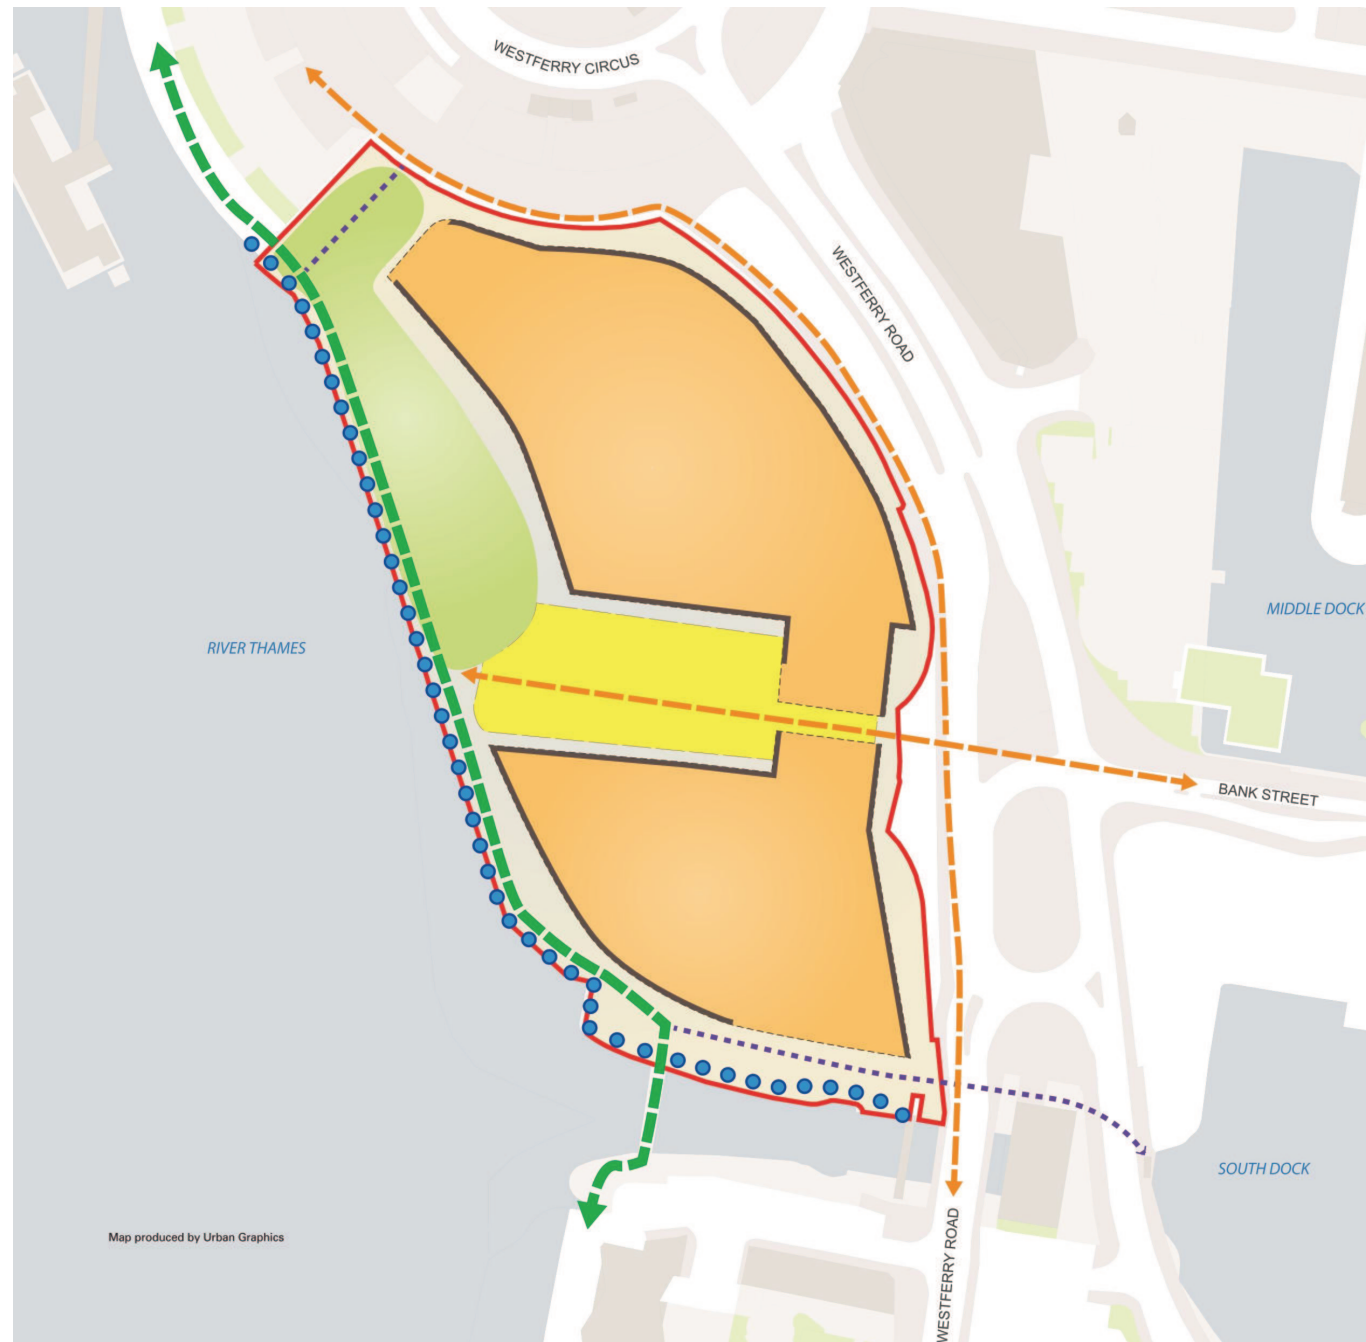 WESTFERRY CIRCUS
WESTFERRY ROAD
MIDDLE DOCK
RIVER THAMES
BANK STREET
SOUTH DOCK
Map produced by Urban Graphics
WESTFERRY ROAD